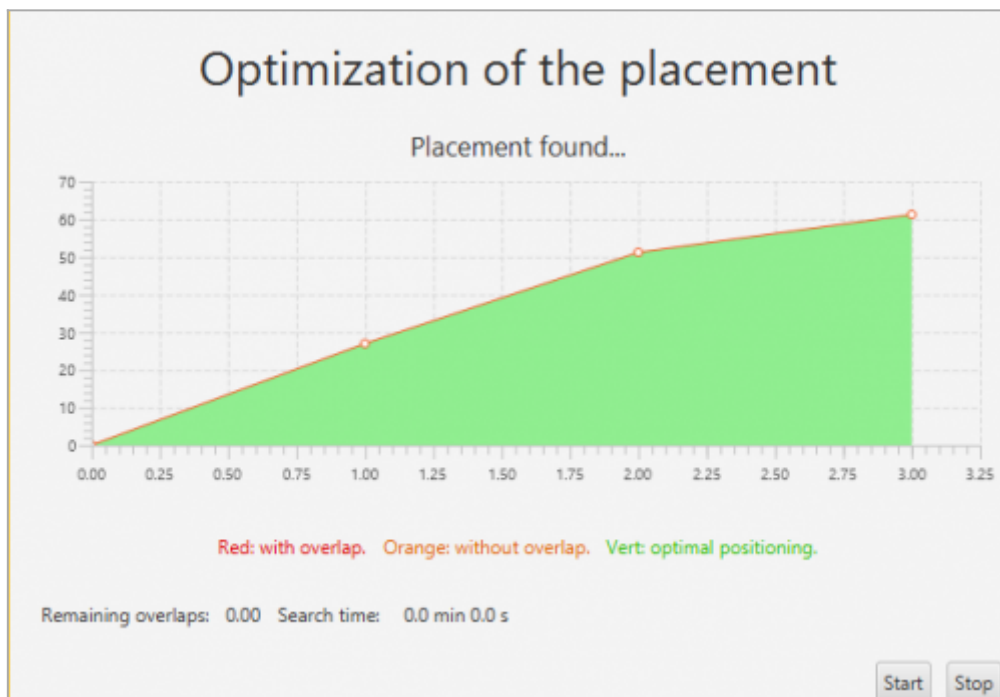 Optimization of the placement
Placement found...
70
60
50
40
30
20
10
0
0.00 0.25 0.50 0.75 1.00 1.25 1.50 1.75 2.00 2.25 2.50 2.75 3.00 3.25
Red: with overlap. Orange: without overlap. Vert: optimal positioning.
Remaining overlaps: 0.00 Search time: 0.0 min 0.0 s
Start Stop